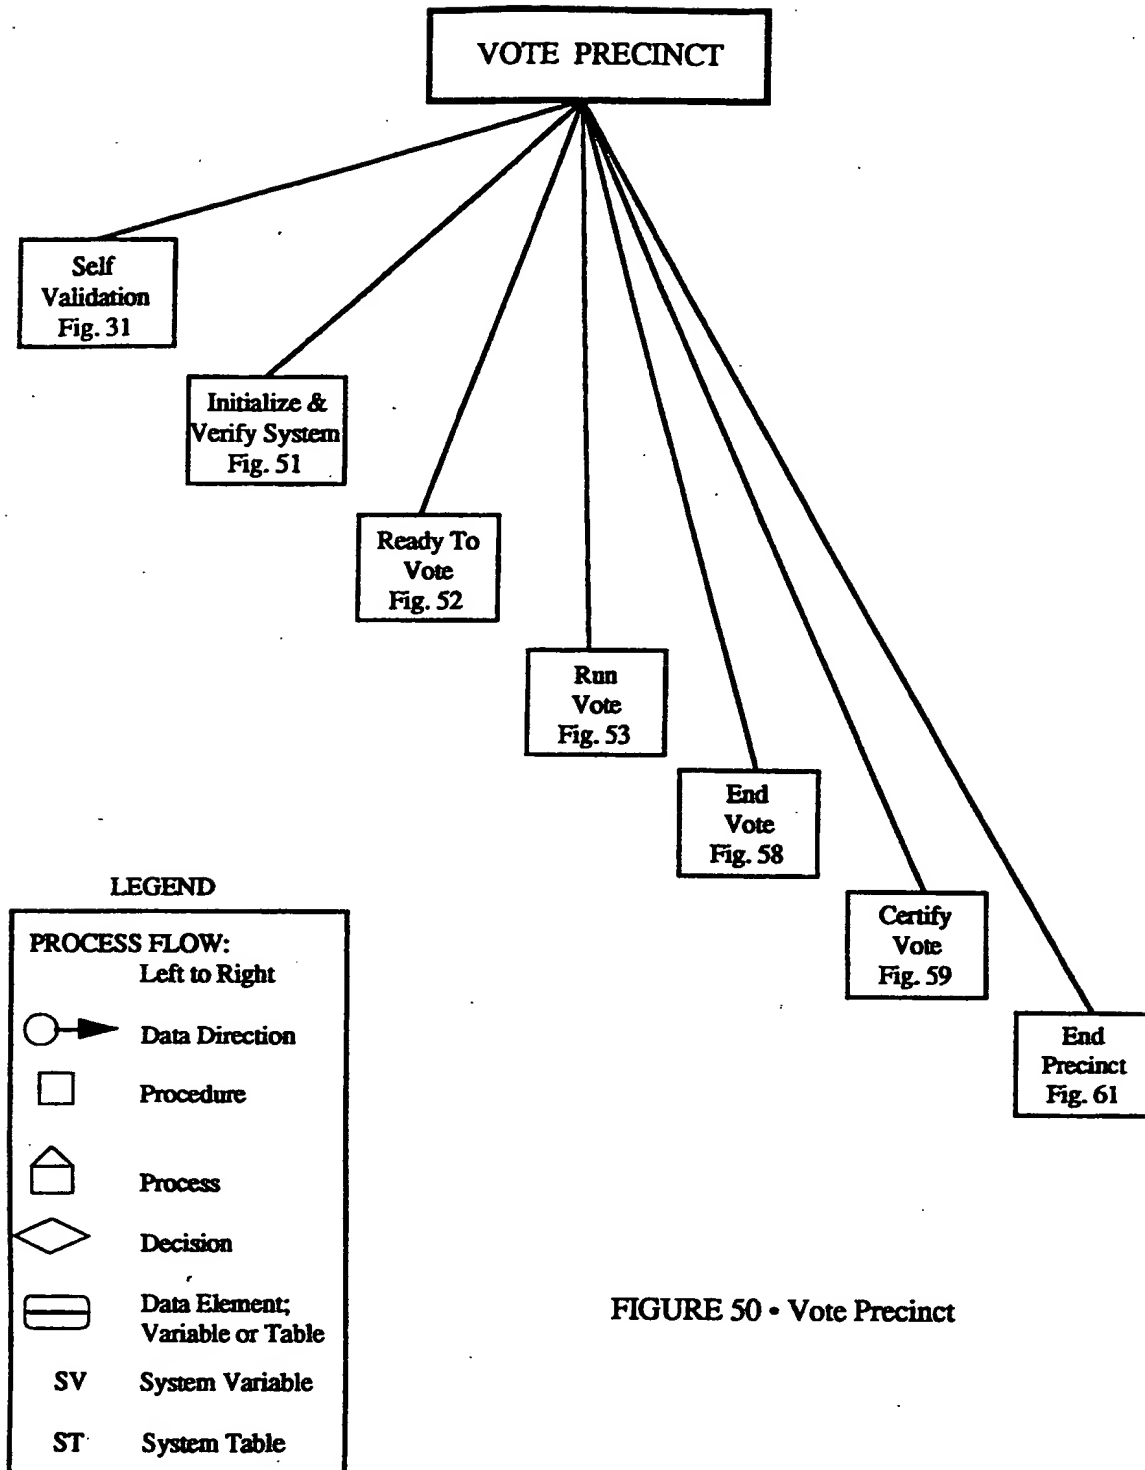 VOTE PRECINCT
Self
Validation
Fig. 31
Initialize &
Verify System
Fig. 51
Ready To
Vote
Fig. 52
Run
Vote
Fig. 53
End
Vote
Fig. 58
Certify
Vote
Fig. 59
End
Precinct
Fig. 61
LEGEND
PROCESS FLOW:
Left to Right
Data Direction
Procedure
Process
Decision
Data Element;
Variable or Table
SV System Variable
ST System Table
FIGURE 50 • Vote Precinct